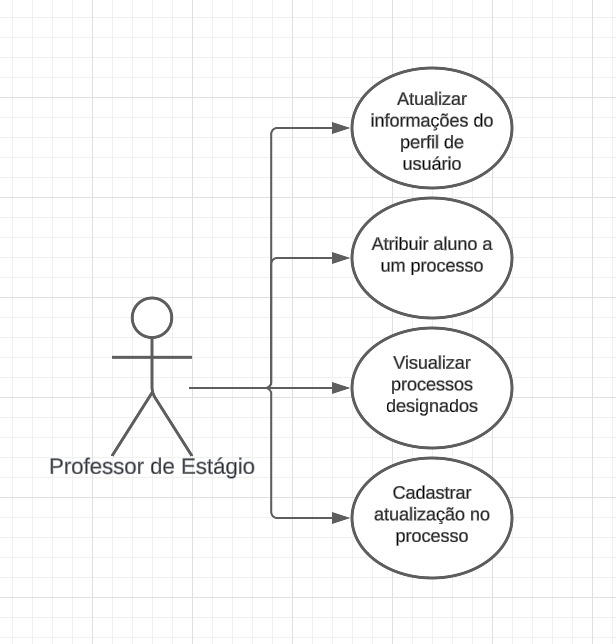 Atualizar
informações do
perfil de
usuário
Atribuir aluno a
um processo
Visualizar
processos
designados
Professor de Estágio
Cadastrar
atualização no
processo